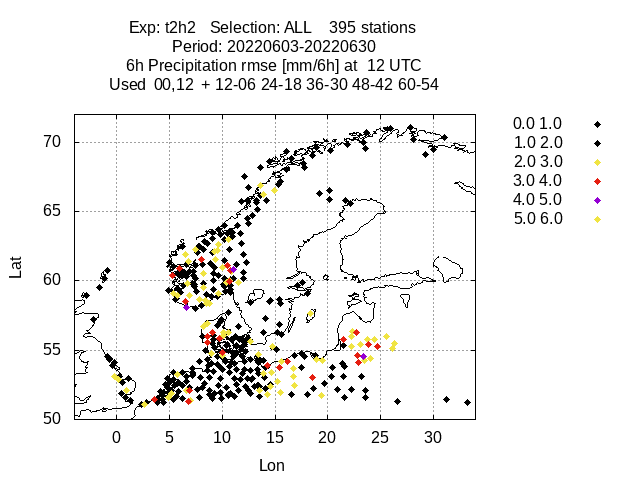 Exp: t2h2   Selection: ALL    395 stations
Period: 20220603-20220630
6h Precipitation rmse [mm/6h] at  12 UTC
Used  00,12  + 12-06 24-18 36-30 48-42 60-54
0.0 1.0
1.0 2.0
2.0 3.0
3.0 4.0
4.0 5.0
5.0 6.0
70
65
60
55
50
Lat
0 5 10 15 20 25 30
Lon